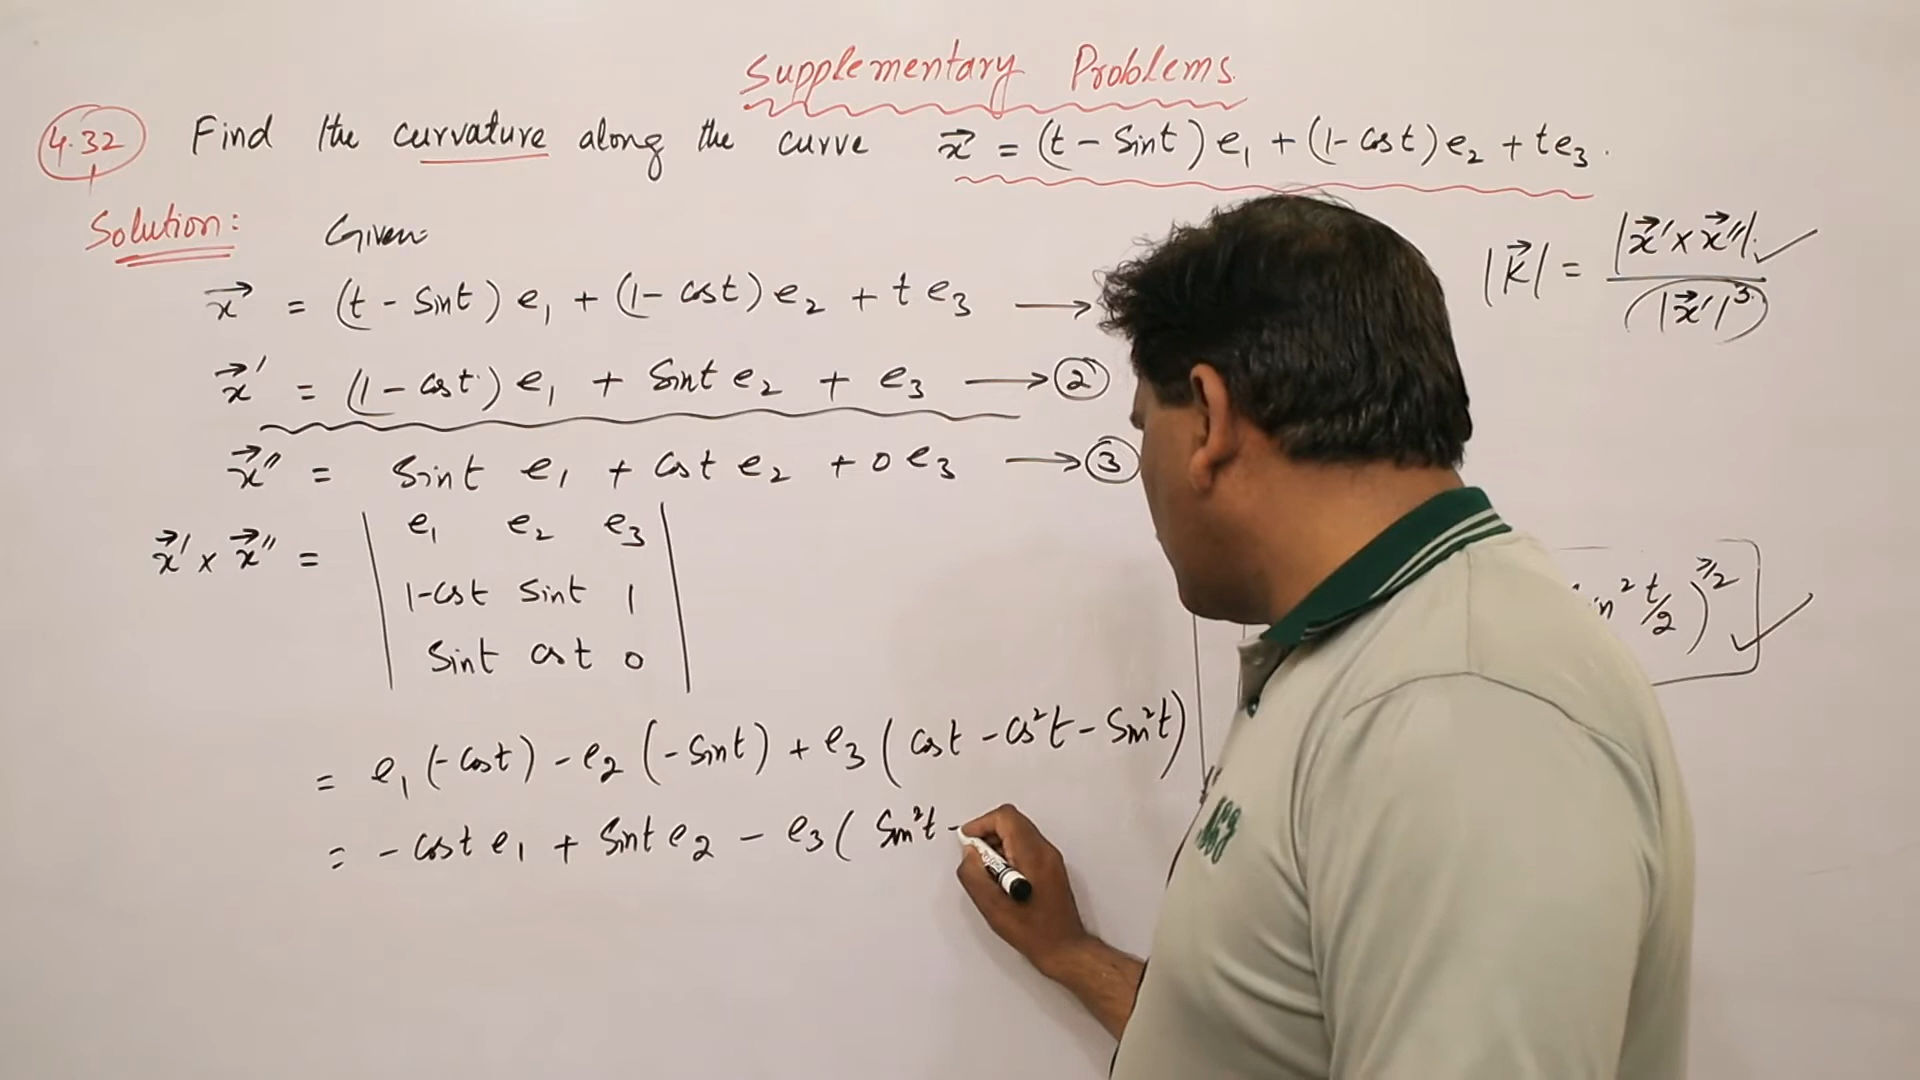 Supplementary Problems
4.32 Find the curvature along the curve x⃗ = (t - Sint) e₁ + (1 - Cost) e₂ + te₃.
Solution: Given
x⃗ = (t - Sint) e₁ + (1 - Cost) e₂ + t e₃ →
|K⃗| = |x⃗′ × x⃗″| / (|x⃗′|³) ✓
x⃗′ = (1 - Cost) e₁ + Sint e₂ + e₃ → ②
x⃗″ = Sint e₁ + Cost e₂ + 0 e₃ → ③
x⃗′ × x⃗″ = | e₁ e₂ e₃ |
| 1-Cost Sint 1 |
| Sint Cost 0 |
t/2 )^3/2 ✓
= e₁ (-Cost) - e₂ (-Sint) + e₃ (Cost - Cos²t - Sin²t)
= - Cost e₁ + Sint e₂ - e₃ ( Sin²t -